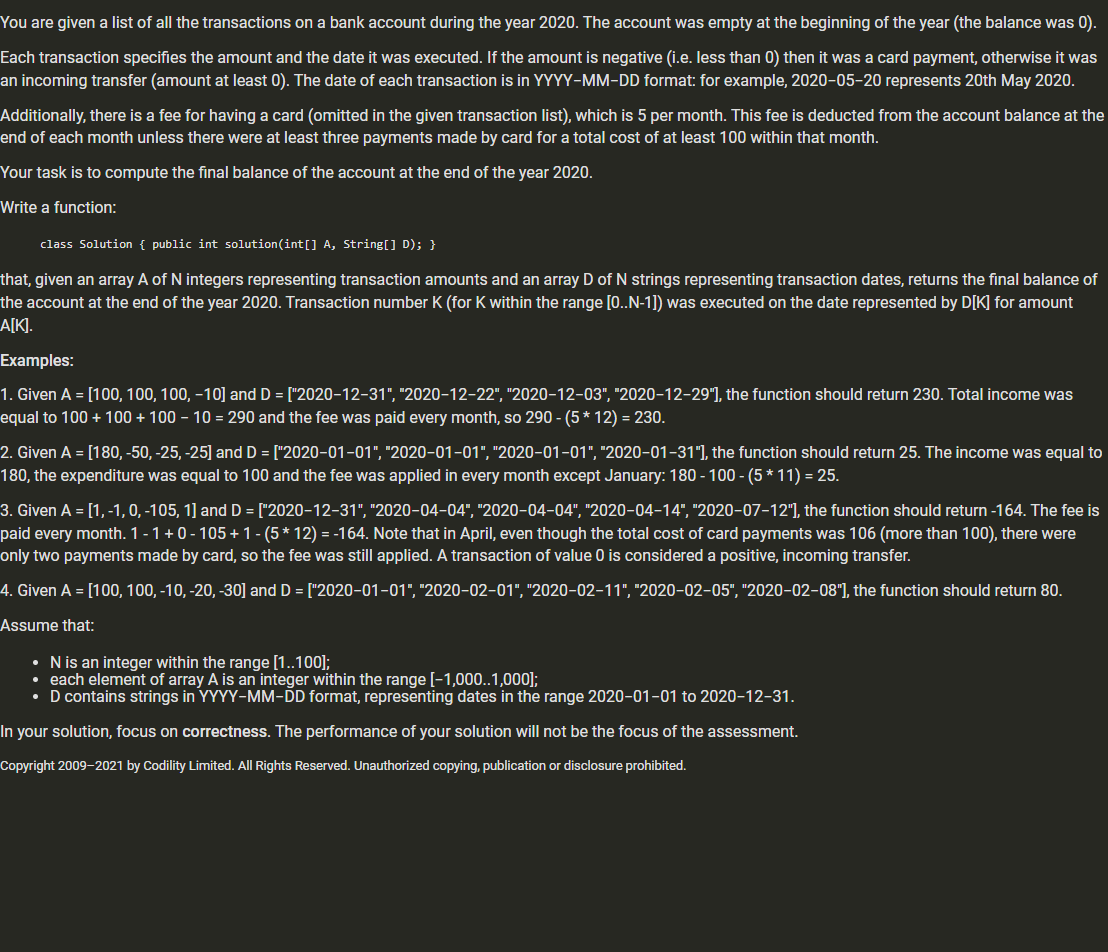 You are given a list of all the transactions on a bank account during the year 2020. The account was empty at the beginning of the year (the balance was 0).
Each transaction specifies the amount and the date it was executed. If the amount is negative (i.e. less than 0) then it was a card payment, otherwise it was
an incoming transfer (amount at least 0). The date of each transaction is in YYYY−MM−DD format: for example, 2020−05−20 represents 20th May 2020.
Additionally, there is a fee for having a card (omitted in the given transaction list), which is 5 per month. This fee is deducted from the account balance at the
end of each month unless there were at least three payments made by card for a total cost of at least 100 within that month.
Your task is to compute the final balance of the account at the end of the year 2020.
Write a function:
class Solution { public int solution(int[] A, String[] D); }
that, given an array A of N integers representing transaction amounts and an array D of N strings representing transaction dates, returns the final balance of
the account at the end of the year 2020. Transaction number K (for K within the range [0..N-1]) was executed on the date represented by D[K] for amount
A[K].
Examples:
1. Given A = [100, 100, 100, −10] and D = ["2020−12−31", "2020−12−22", "2020−12−03", "2020−12−29"], the function should return 230. Total income was
equal to 100 + 100 + 100 − 10 = 290 and the fee was paid every month, so 290 - (5 * 12) = 230.
2. Given A = [180, -50, -25, -25] and D = ["2020−01−01", "2020−01−01", "2020−01−01", "2020−01−31"], the function should return 25. The income was equal to
180, the expenditure was equal to 100 and the fee was applied in every month except January: 180 - 100 - (5 * 11) = 25.
3. Given A = [1, -1, 0, -105, 1] and D = ["2020−12−31", "2020−04−04", "2020−04−04", "2020−04−14", "2020−07−12"], the function should return -164. The fee is
paid every month. 1 - 1 + 0 - 105 + 1 - (5 * 12) = -164. Note that in April, even though the total cost of card payments was 106 (more than 100), there were
only two payments made by card, so the fee was still applied. A transaction of value 0 is considered a positive, incoming transfer.
4. Given A = [100, 100, -10, -20, -30] and D = ["2020−01−01", "2020−02−01", "2020−02−11", "2020−02−05", "2020−02−08"], the function should return 80.
Assume that:
• N is an integer within the range [1..100];
• each element of array A is an integer within the range [−1,000..1,000];
• D contains strings in YYYY−MM−DD format, representing dates in the range 2020−01−01 to 2020−12−31.
In your solution, focus on correctness. The performance of your solution will not be the focus of the assessment.
Copyright 2009–2021 by Codility Limited. All Rights Reserved. Unauthorized copying, publication or disclosure prohibited.